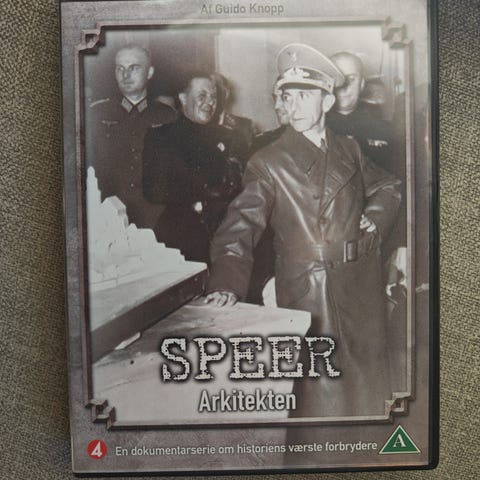 Af Guido Knopp
SPEER
Arkitekten
4
En dokumentarserie om historiens værste forbrydere
A